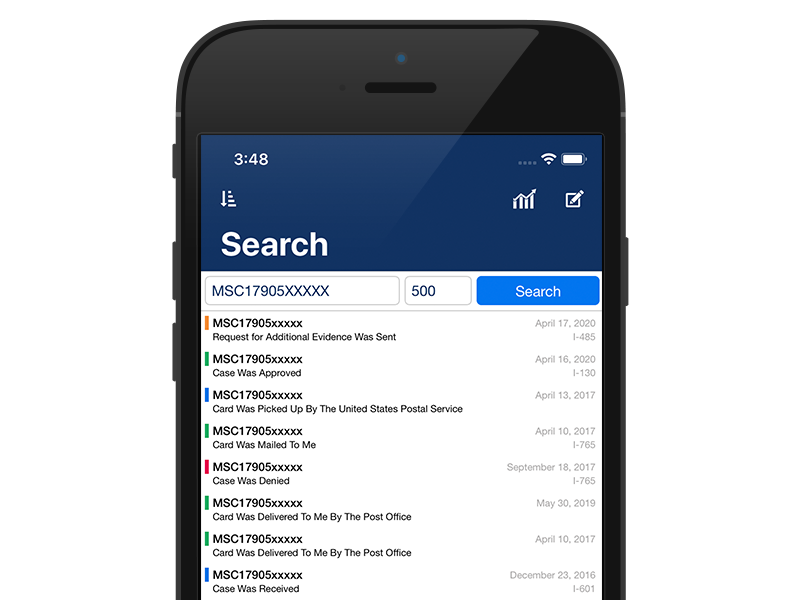 3:48
Search
MSC17905XXXXX 500 Search
MSC17905xxxxx April 17, 2020
Request for Additional Evidence Was Sent I-485
MSC17905xxxxx April 16, 2020
Case Was Approved I-130
MSC17905xxxxx April 13, 2017
Card Was Picked Up By The United States Postal Service
MSC17905xxxxx April 10, 2017
Card Was Mailed To Me I-765
MSC17905xxxxx September 18, 2017
Case Was Denied I-765
MSC17905xxxxx May 30, 2019
Card Was Delivered To Me By The Post Office
MSC17905xxxxx April 10, 2017
Card Was Delivered To Me By The Post Office
MSC17905xxxxx December 23, 2016
Case Was Received I-601